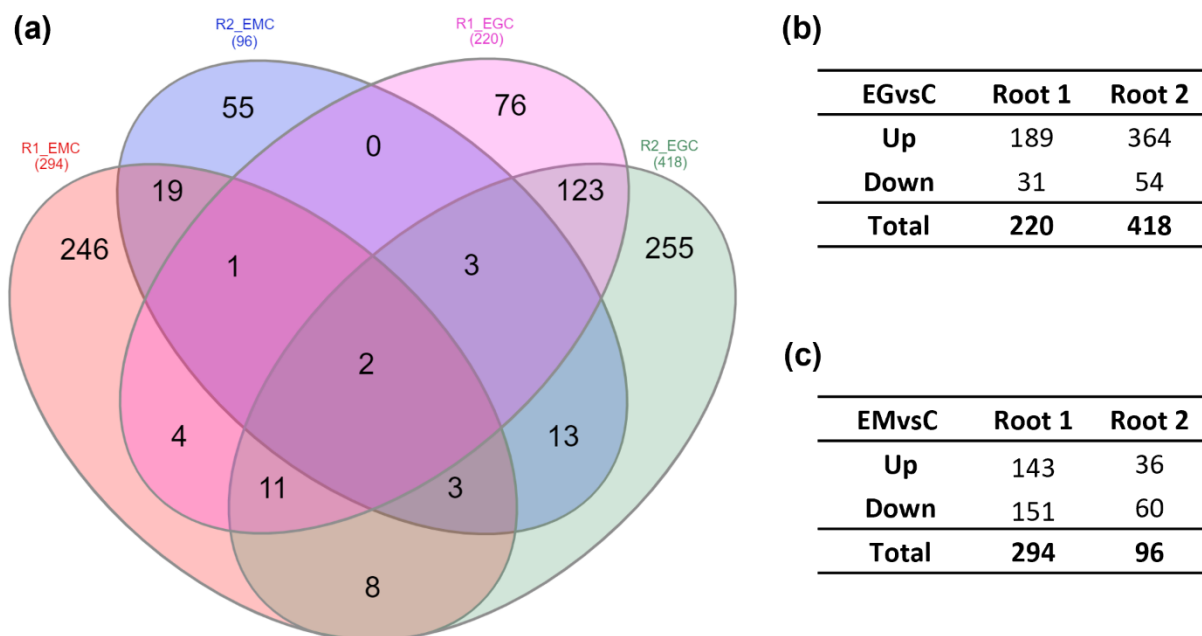 (a)
R2_EMC
(96)
R1_EGC
(220)
R1_EMC
(294)
R2_EGC
(418)
55
76
0
19
123
246
1
3
255
2
4
13
11
3
8
(b)
EGvsC Root 1 Root 2
Up 189 364
Down 31 54
Total 220 418
(c)
EMvsC Root 1 Root 2
Up 143 36
Down 151 60
Total 294 96